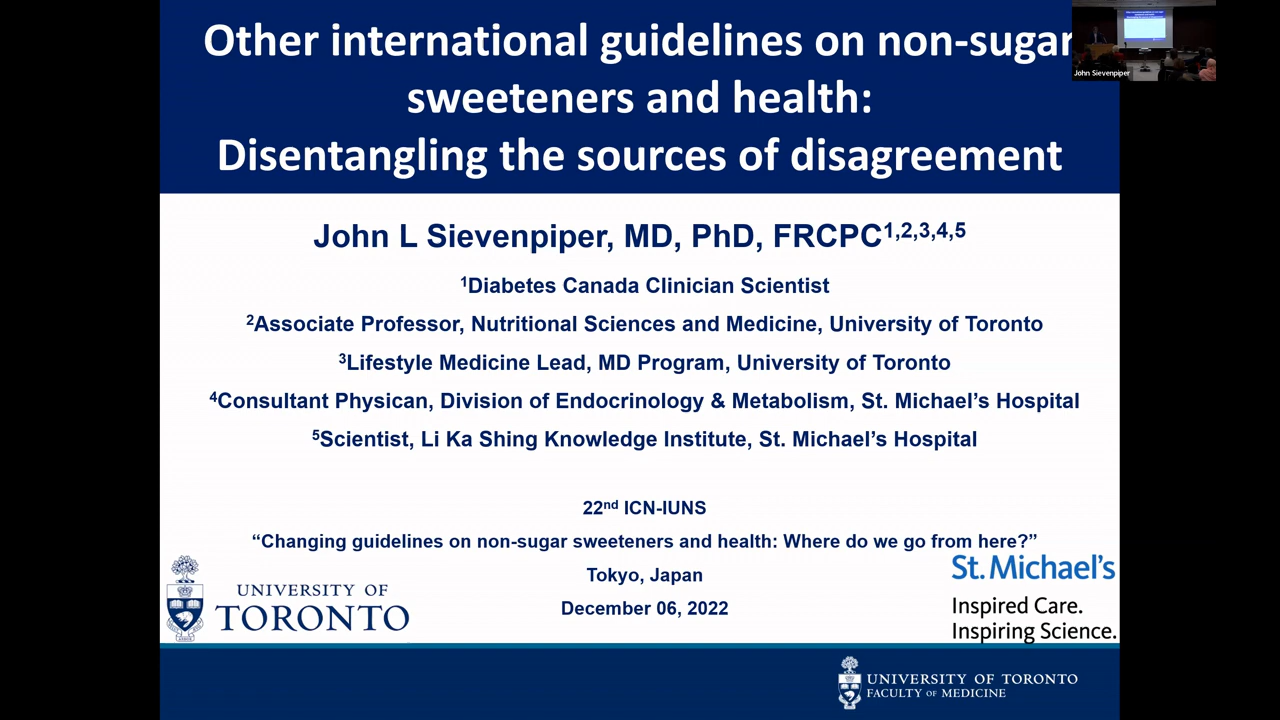 Other international guidelines on non-sugar
sweeteners and health:
Disentangling the sources of disagreement
John Sievenpiper
John L Sievenpiper, MD, PhD, FRCPC1,2,3,4,5
1Diabetes Canada Clinician Scientist
2Associate Professor, Nutritional Sciences and Medicine, University of Toronto
3Lifestyle Medicine Lead, MD Program, University of Toronto
4Consultant Physican, Division of Endocrinology & Metabolism, St. Michael’s Hospital
5Scientist, Li Ka Shing Knowledge Institute, St. Michael’s Hospital
22nd ICN-IUNS
“Changing guidelines on non-sugar sweeteners and health: Where do we go from here?”
Tokyo, Japan
December 06, 2022
UNIVERSITY OF
TORONTO
St. Michael’s
Inspired Care.
Inspiring Science.
UNIVERSITY OF TORONTO
FACULTY OF MEDICINE